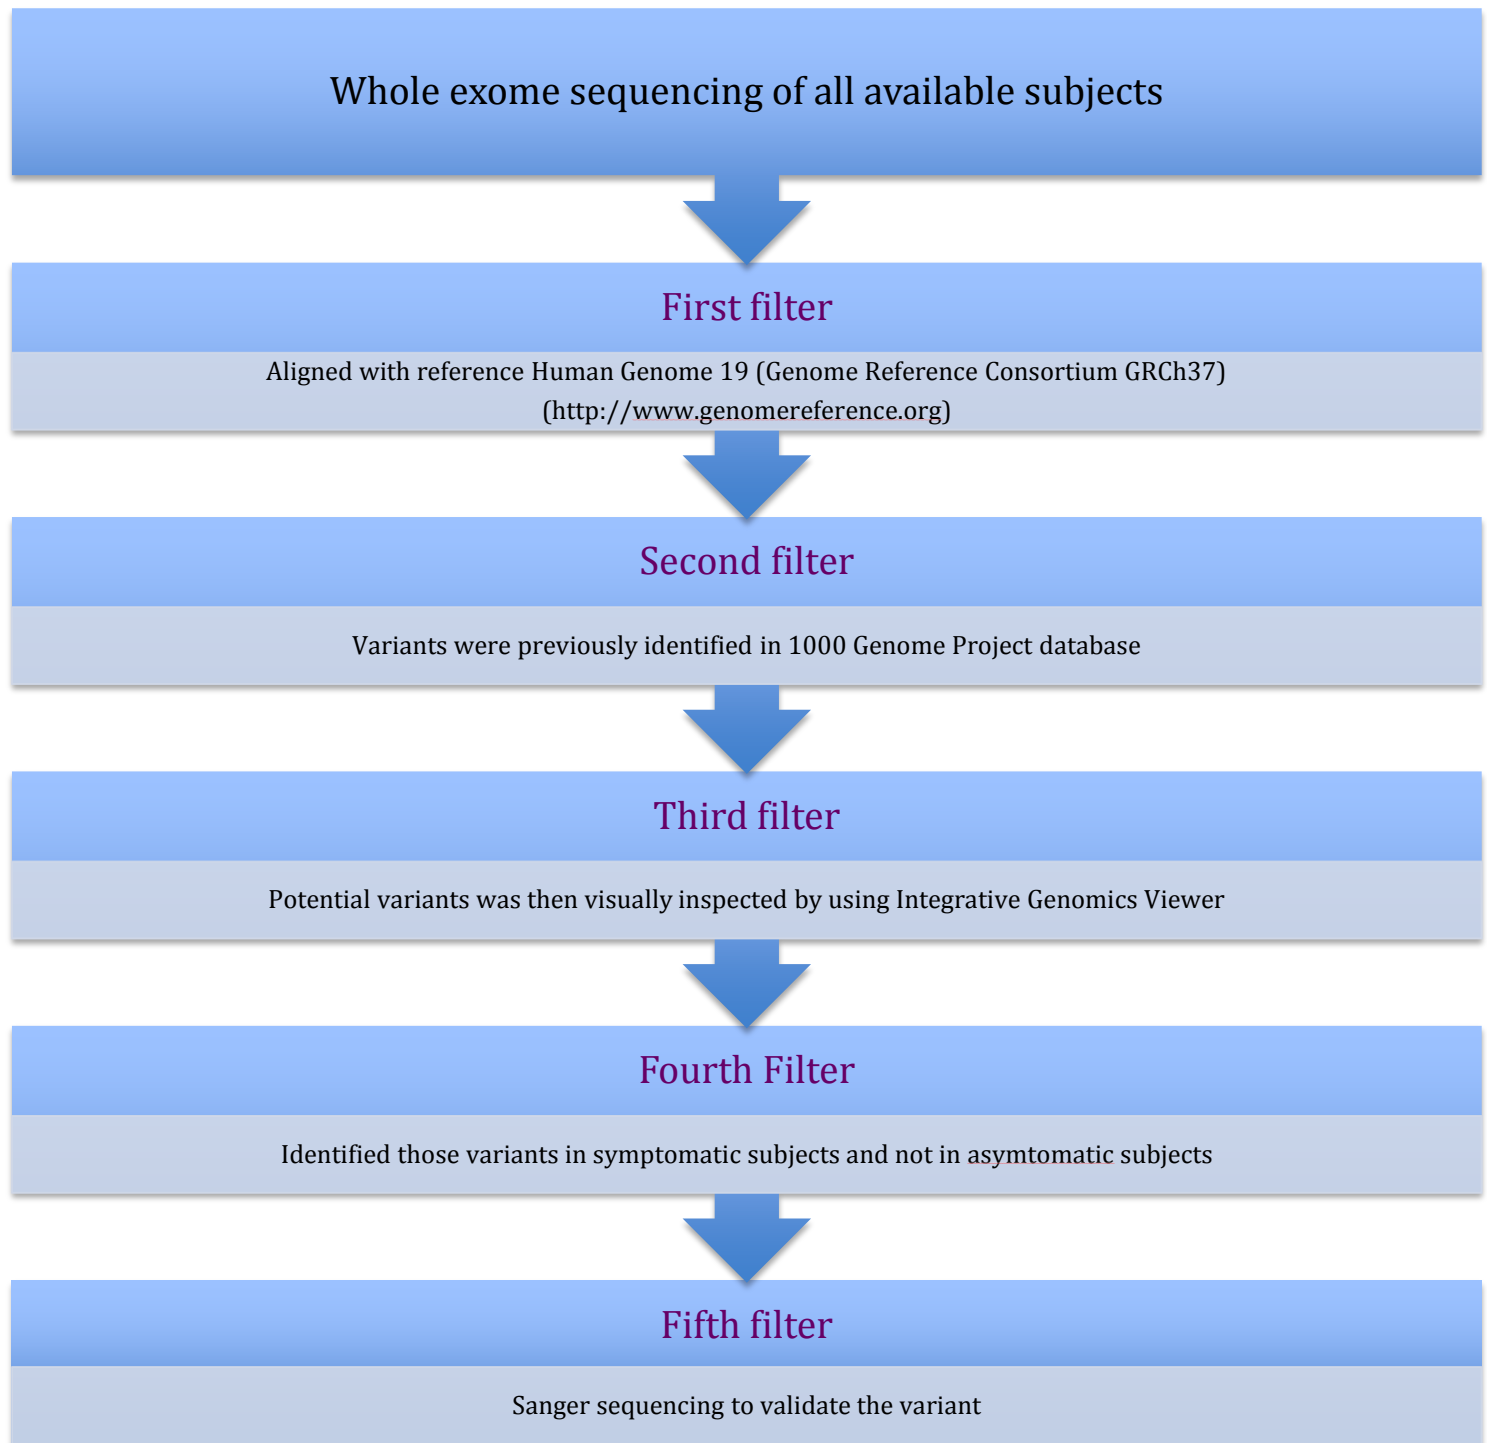 Whole exome sequencing of all available subjects
First filter
Aligned with reference Human Genome 19 (Genome Reference Consortium GRCh37)
(http://www.genomereference.org)
Second filter
Variants were previously identified in 1000 Genome Project database
Third filter
Potential variants was then visually inspected by using Integrative Genomics Viewer
Fourth Filter
Identified those variants in symptomatic subjects and not in asymtomatic subjects
Fifth filter
Sanger sequencing to validate the variant